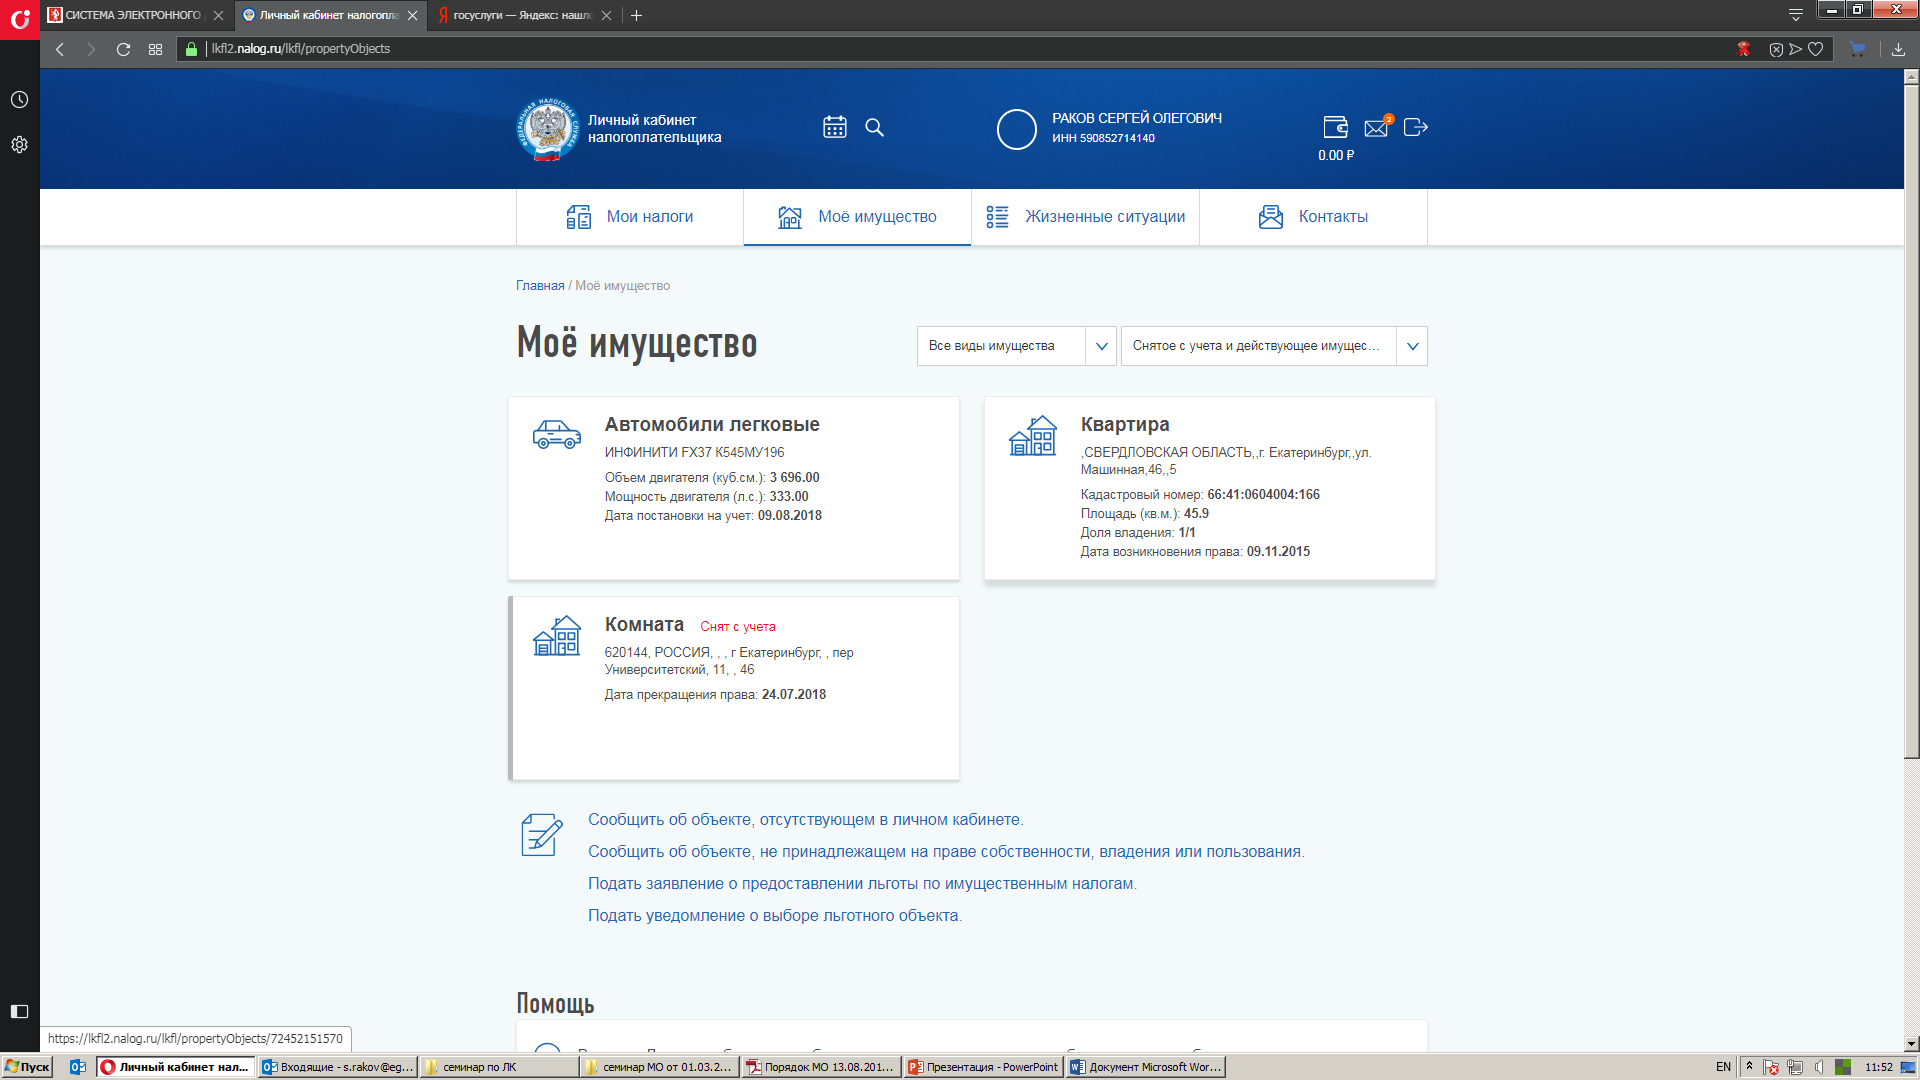 СИСТЕМА ЭЛЕКТРОННОГО
Личный кабинет налогопла
госуслуги — Яндекс: нашл
lkfl2.nalog.ru/lkfl/propertyObjects
ФЕДЕРАЛЬНАЯ НАЛОГОВАЯ СЛУЖБА
Личный кабинет
налогоплательщика
РАКОВ СЕРГЕЙ ОЛЕГОВИЧ
ИНН 590852714140
2
0.00 ₽
Мои налоги
Моё имущество
Жизненные ситуации
Контакты
Главная / Моё имущество
Моё имущество
Все виды имущества
Снятое с учета и действующее имущес...
Автомобили легковые
ИНФИНИТИ FX37 К545МУ196
Объем двигателя (куб.см.): 3 696.00
Мощность двигателя (л.с.): 333.00
Дата постановки на учет: 09.08.2018
Квартира
,СВЕРДЛОВСКАЯ ОБЛАСТЬ,,г. Екатеринбург,,ул.
Машинная,46,,5
Кадастровый номер: 66:41:0604004:166
Площадь (кв.м.): 45.9
Доля владения: 1/1
Дата возникновения права: 09.11.2015
Комната Снят с учета
620144, РОССИЯ, , , г Екатеринбург, , пер
Университетский, 11, , 46
Дата прекращения права: 24.07.2018
Сообщить об объекте, отсутствующем в личном кабинете.
Сообщить об объекте, не принадлежащем на праве собственности, владения или пользования.
Подать заявление о предоставлении льготы по имущественным налогам.
Подать уведомление о выборе льготного объекта.
Помощь
https://lkfl2.nalog.ru/lkfl/propertyObjects/72452151570
Пуск
Личный кабинет нал...
Входящие - s.rakov@eg...
семинар по ЛК
семинар МО от 01.03.2...
Порядок МО 13.08.201...
Презентация - PowerPoint
Документ Microsoft Wor...
EN
11:52